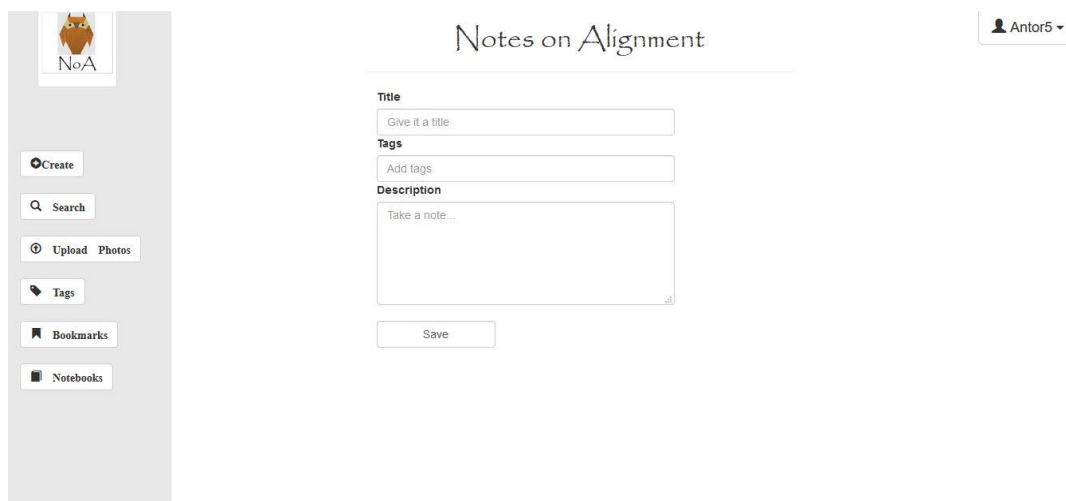 NoA
Notes on Alignment
Antor5
Title
Give it a title
Tags
Add tags
Description
Take a note...
Save
Create
Search
Upload Photos
Tags
Bookmarks
Notebooks